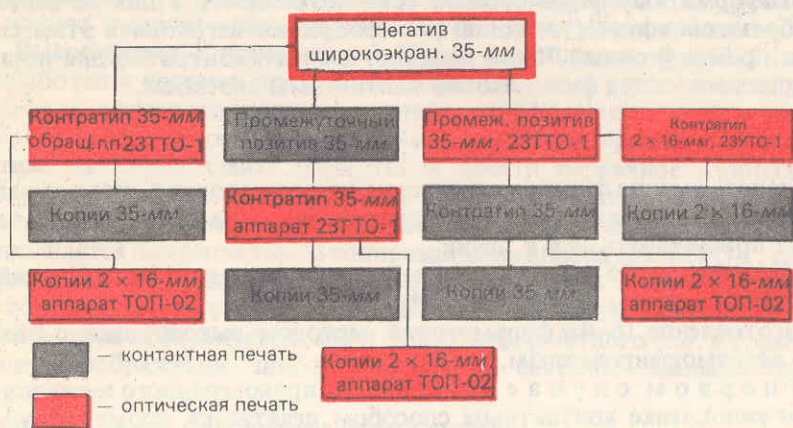 Негатив
широкоэкран. 35-мм
Контратип 35-мм
обращ.пп23ТТО-1
Промежуточный
позитив 35-мм
Промеж. позитив
35-мм, 23ТТО-1
Контратип
2 × 16-мм, 23УТО-1
Копии 35-мм
Контратип 35-мм
аппарат 23ТТО-1
Контратип 35-мм
Копии 2 × 16-мм
Копии 2 × 16-мм
аппарат ТОП-02
Копии 35-мм
Копии 35-мм
Копии 2 × 16-мм,
аппарат ТОП-02
Копии 2 × 16-мм,
аппарат ТОП-02
— контактная печать
— оптическая печать